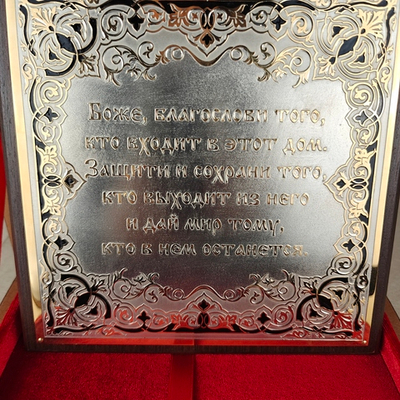 Боже, благослови того,
кто входит в этот дом.
Защити и сохрани того,
кто выходит из него
и дай мир тому,
кто в нем останется.